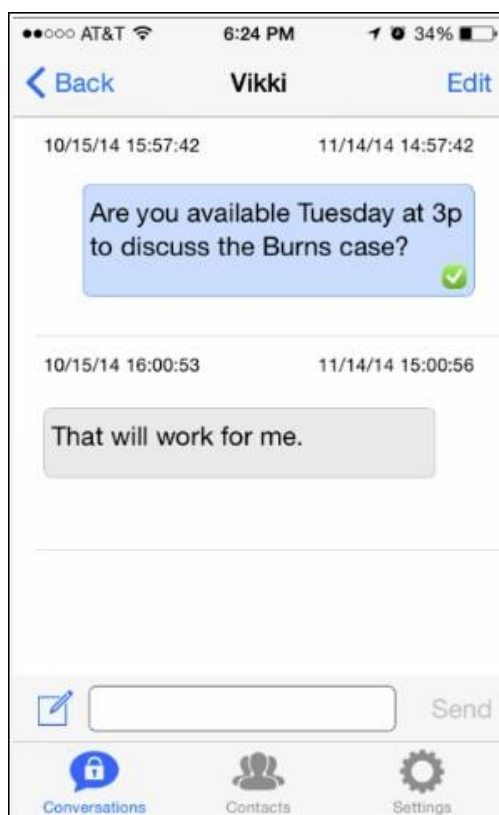 AT&T 6:24 PM 34%
Back Vikki Edit
10/15/14 15:57:42 11/14/14 14:57:42
Are you available Tuesday at 3p
to discuss the Burns case?
10/15/14 16:00:53 11/14/14 15:00:56
That will work for me.
Send
Conversations Contacts Settings